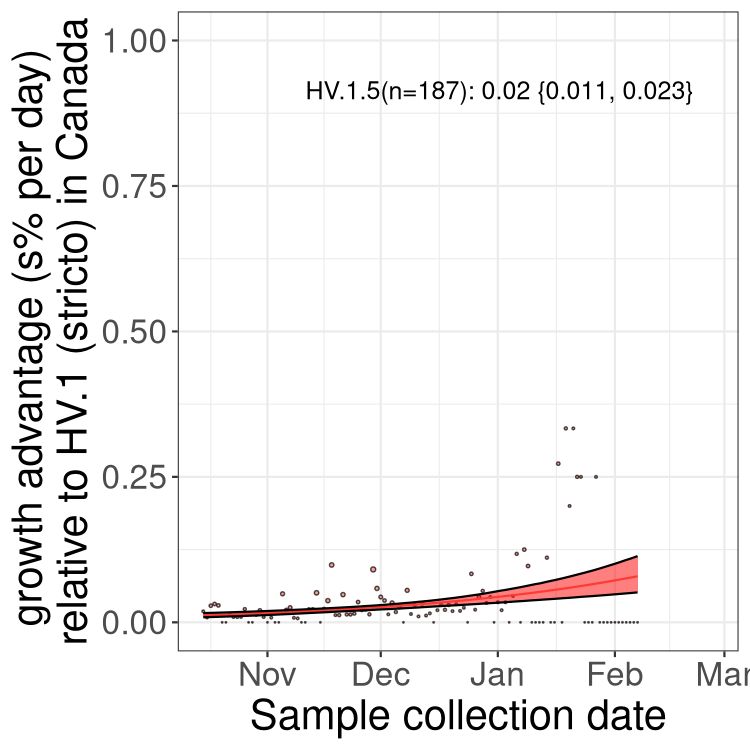 growth advantage (s% per day)
relative to HV.1 (stricto) in Canada
1.00
0.75
0.50
0.25
0.00
HV.1.5(n=187): 0.02 {0.011, 0.023}
Nov Dec Jan Feb Mar
Sample collection date